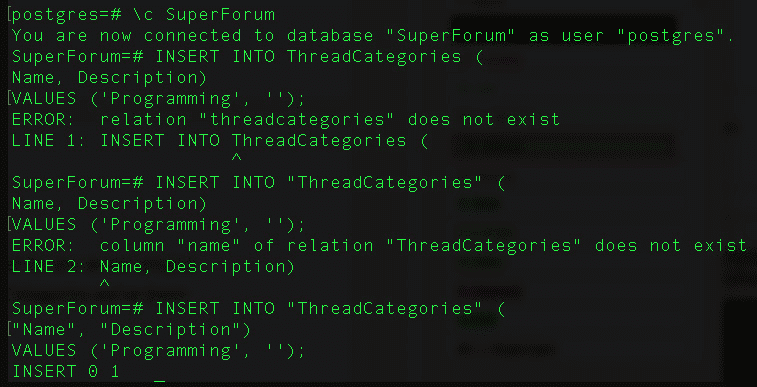 [postgres=# \c SuperForum
You are now connected to database "SuperForum" as user "postgres".
SuperForum=# INSERT INTO ThreadCategories (
Name, Description)
[VALUES ('Programming', '');
ERROR:  relation "threadcategories" does not exist
LINE 1: INSERT INTO ThreadCategories (
                    ^
SuperForum=# INSERT INTO "ThreadCategories" (
Name, Description)
[VALUES ('Programming', '');
ERROR:  column "name" of relation "ThreadCategories" does not exist
LINE 2: Name, Description)
        ^
SuperForum=# INSERT INTO "ThreadCategories" (
["Name", "Description")
VALUES ('Programming', '');
INSERT 0 1